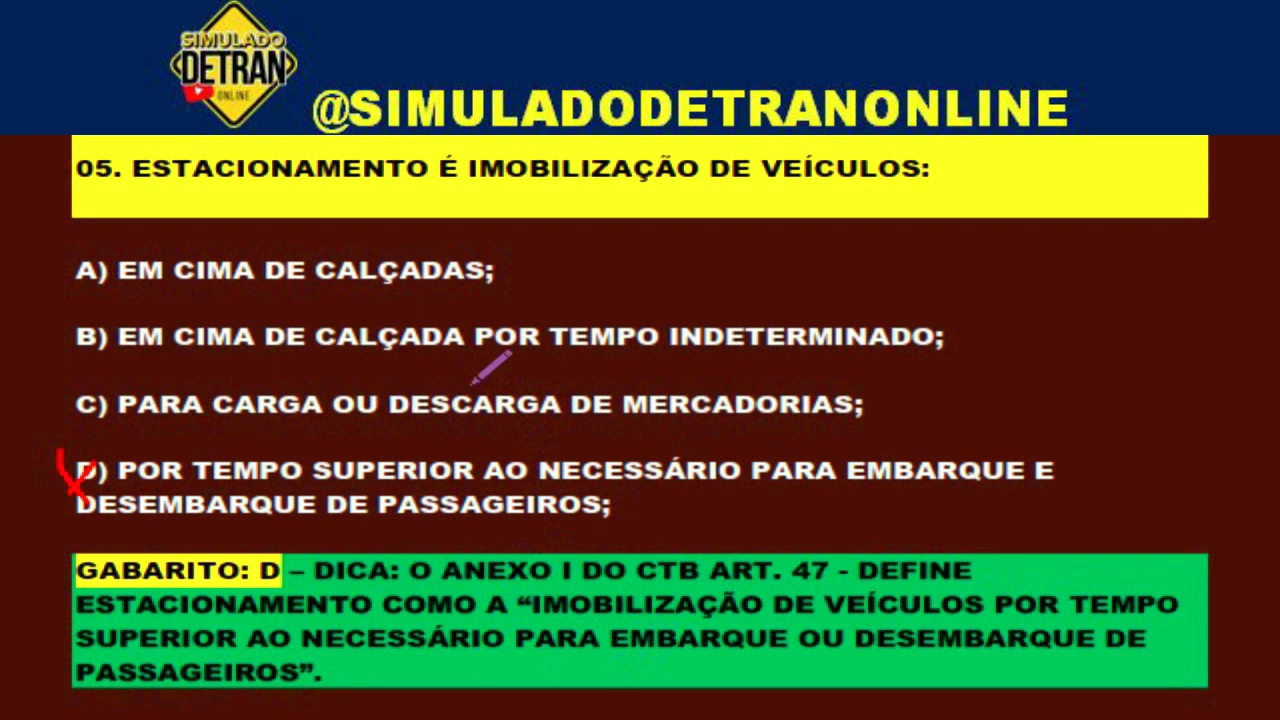 SIMULADO
DETRAN
ONLINE
@SIMULADODETRANONLINE
05. ESTACIONAMENTO É IMOBILIZAÇÃO DE VEÍCULOS:
A) EM CIMA DE CALÇADAS;
B) EM CIMA DE CALÇADA POR TEMPO INDETERMINADO;
C) PARA CARGA OU DESCARGA DE MERCADORIAS;
D) POR TEMPO SUPERIOR AO NECESSÁRIO PARA EMBARQUE E
DESEMBARQUE DE PASSAGEIROS;
GABARITO: D – DICA: O ANEXO I DO CTB ART. 47 - DEFINE
ESTACIONAMENTO COMO A “IMOBILIZAÇÃO DE VEÍCULOS POR TEMPO
SUPERIOR AO NECESSÁRIO PARA EMBARQUE OU DESEMBARQUE DE
PASSAGEIROS”.